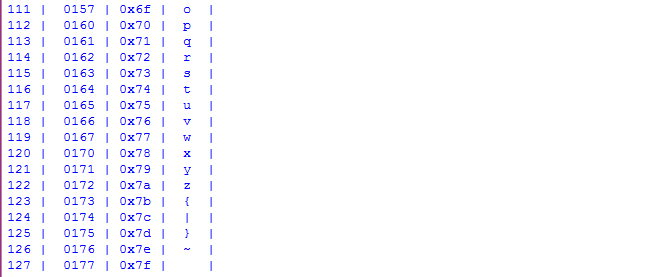 111 |  0157 | 0x6f |  o  |
112 |  0160 | 0x70 |  p  |
113 |  0161 | 0x71 |  q  |
114 |  0162 | 0x72 |  r  |
115 |  0163 | 0x73 |  s  |
116 |  0164 | 0x74 |  t  |
117 |  0165 | 0x75 |  u  |
118 |  0166 | 0x76 |  v  |
119 |  0167 | 0x77 |  w  |
120 |  0170 | 0x78 |  x  |
121 |  0171 | 0x79 |  y  |
122 |  0172 | 0x7a |  z  |
123 |  0173 | 0x7b |  {  |
124 |  0174 | 0x7c |  |  |
125 |  0175 | 0x7d |  }  |
126 |  0176 | 0x7e |  ~  |
127 |  0177 | 0x7f |     |